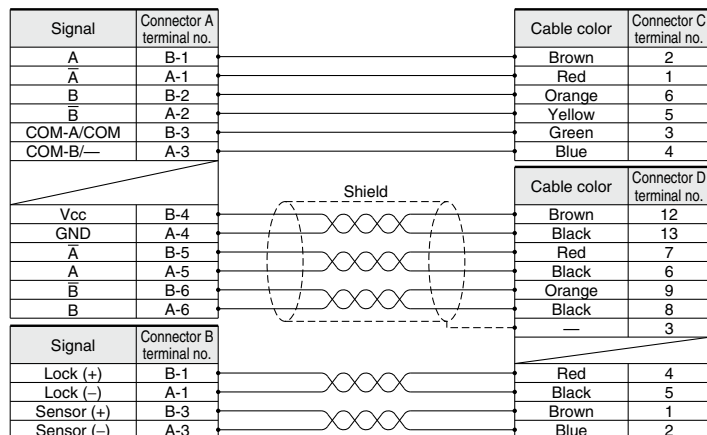 Signal Connector A terminal no. Cable color Connector C terminal no.
A B-1 Brown 2
A̅ A-1 Red 1
B B-2 Orange 6
B̅ A-2 Yellow 5
COM-A/COM B-3 Green 3
COM-B/— A-3 Blue 4
Shield Cable color Connector D terminal no.
Vcc B-4 Brown 12
GND A-4 Black 13
A̅ B-5 Red 7
A A-5 Black 6
B̅ B-6 Orange 9
B A-6 Black 8
— 3
Signal Connector B terminal no.
Lock (+) B-1 Red 4
Lock (–) A-1 Black 5
Sensor (+) B-3 Brown 1
Sensor (–) A-3 Blue 2